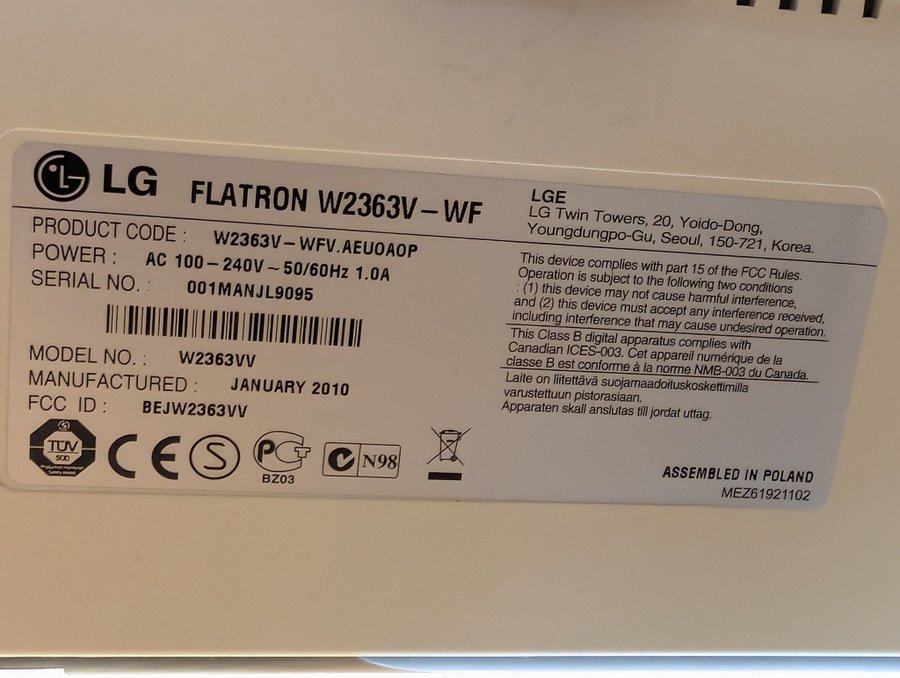 LG FLATRON W2363V-WF
PRODUCT CODE : W2363V-WFV.AEUOAOP
POWER : AC 100-240V~50/60Hz 1.0A
SERIAL NO. : 001MANJL9095
MODEL NO. : W2363VV
MANUFACTURED : JANUARY 2010
FCC ID : BEJW2363VV
TÜV
SÜD
CE
S
PCT
BZ03
N98
LGE
LG Twin Towers, 20, Yoido-Dong,
Youngdungpo-Gu, Seoul, 150-721, Korea.
This device complies with part 15 of the FCC Rules.
Operation is subject to the following two conditions
: (1) this device may not cause harmful interference,
and (2) this device must accept any interference received,
including interference that may cause undesired operation.
This Class B digital apparatus complies with
Canadian ICES-003. Cet appareil numérique de la
classe B est conforme à la norme NMB-003 du Canada.
Laite on liitettävä suojamaadoituskoskettimilla
varustettuun pistorasiaan.
Apparaten skall anslutas till jordat uttag.
ASSEMBLED IN POLAND
MEZ61921102